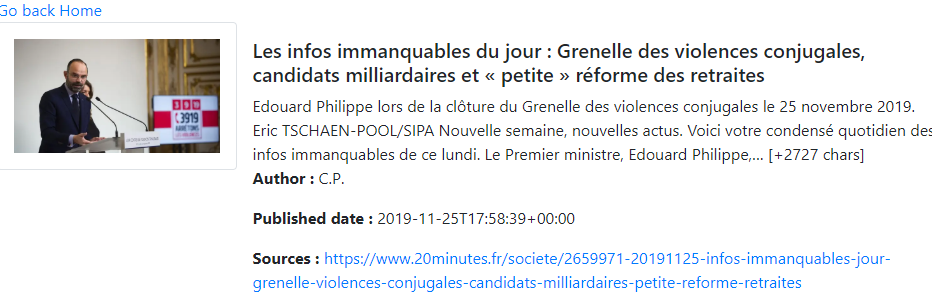 Go back Home
Les infos immanquables du jour : Grenelle des violences conjugales,
candidats milliardaires et « petite » réforme des retraites
Edouard Philippe lors de la clôture du Grenelle des violences conjugales le 25 novembre 2019.
Eric TSCHAEN-POOL/SIPA Nouvelle semaine, nouvelles actus. Voici votre condensé quotidien des
infos immanquables de ce lundi. Le Premier ministre, Edouard Philippe,... [+2727 chars]
Author : C.P.
Published date : 2019-11-25T17:58:39+00:00
Sources : https://www.20minutes.fr/societe/2659971-20191125-infos-immanquables-jour-
grenelle-violences-conjugales-candidats-milliardaires-petite-reforme-retraites
3919